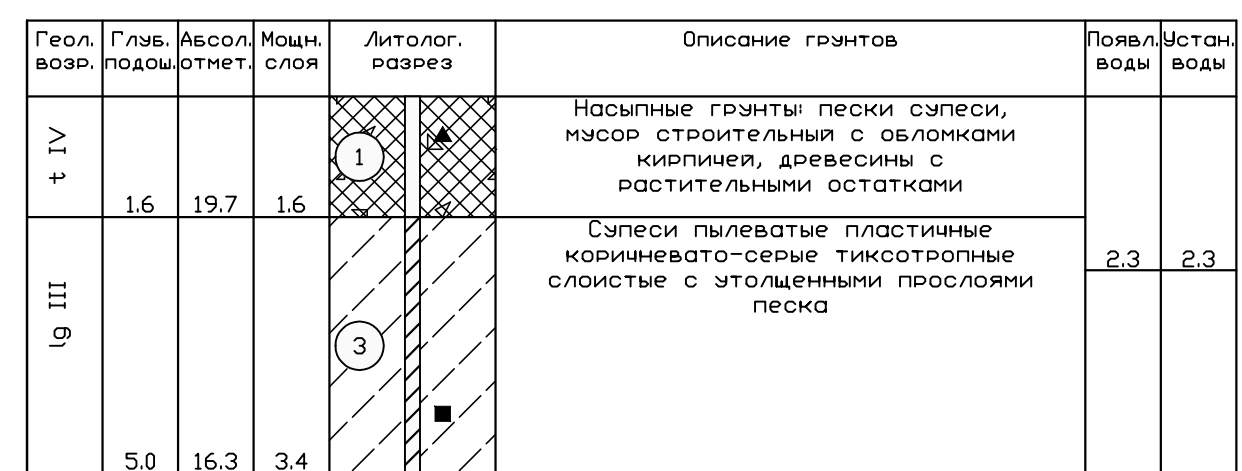 Геол. возр.
Глуб. подош.
Абсол. отмет.
Мощн. слоя
Литолог. разрез
Описание грунтов
Появл. воды
Устан. воды
t IV
1.6
19.7
1.6
1
Насыпные грунты: пески супеси,
мусор строительный с обломками
кирпичей, древесины с
растительными остатками
lg III
5.0
16.3
3.4
3
Супеси пылеватые пластичные
коричневато-серые тиксотропные
слоистые с утолщенными прослоями
песка
2.3
2.3